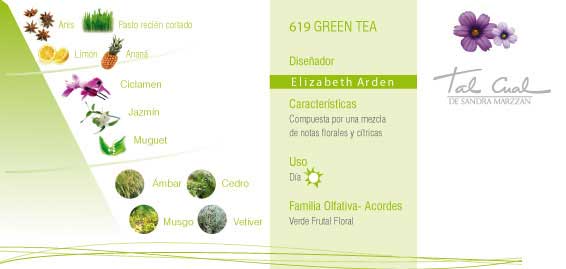 Anis
Pasto recién cortado
Limón
Ananá
Ciclamen
Jazmín
Muguet
Ámbar
Cedro
Musgo
Vetiver
619 GREEN TEA
Diseñador
Elizabeth Arden
Características
Compuesta por una mezcla
de notas florales y cítricas
Uso
Día
Familia Olfativa- Acordes
Verde Frutal Floral
Tal Cual
DE SANDRA MARZZAN